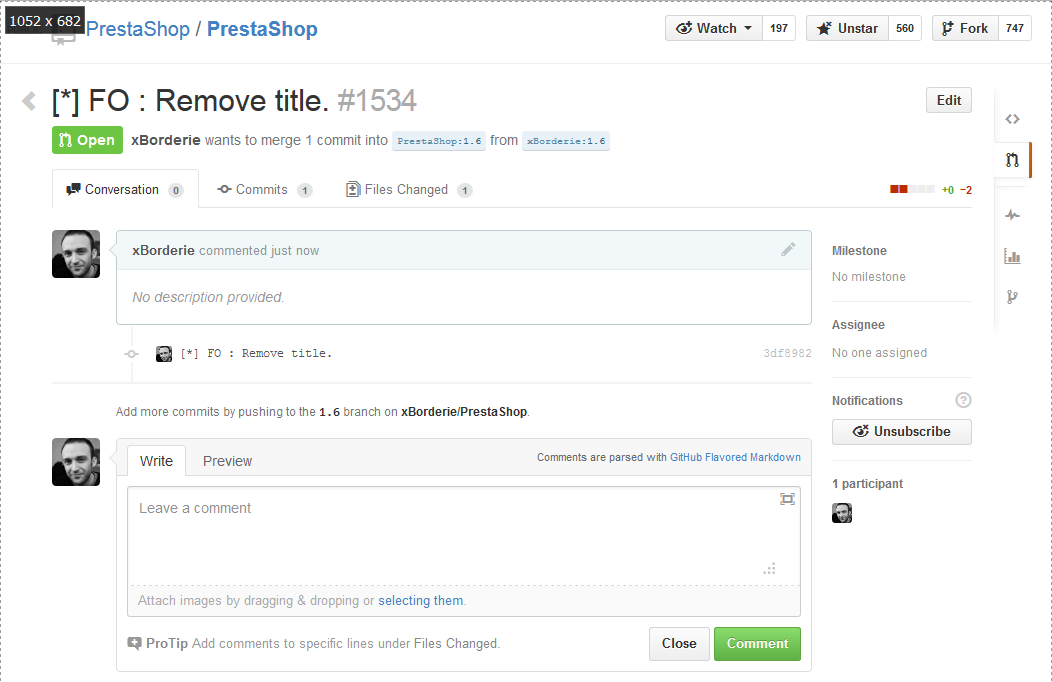 1052 x 682
PrestaShop / PrestaShop
Watch 197 Unstar 560 Fork 747
[*] FO : Remove title. #1534
Edit
Open xBorderie wants to merge 1 commit into PrestaShop:1.6 from xBorderie:1.6
Conversation 0 Commits 1 Files Changed 1 +0 −2
xBorderie commented just now
No description provided.
[*] FO : Remove title. 3df8982
Add more commits by pushing to the 1.6 branch on xBorderie/PrestaShop.
Write Preview Comments are parsed with GitHub Flavored Markdown
Leave a comment
Attach images by dragging & dropping or selecting them.
ProTip Add comments to specific lines under Files Changed.
Close Comment
Milestone
No milestone
Assignee
No one assigned
Notifications
Unsubscribe
1 participant